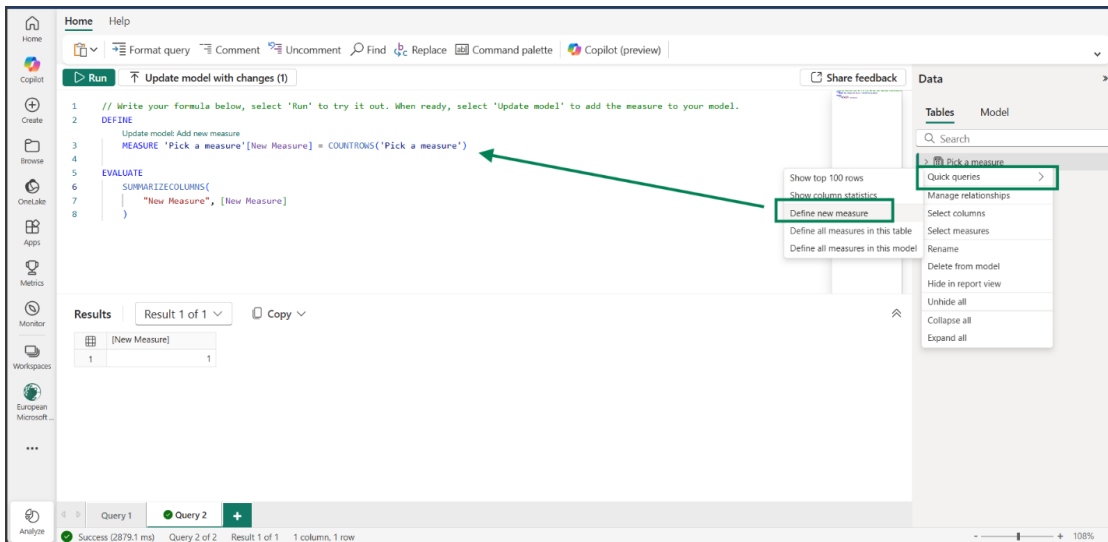 Home
Help
Home
Format query
Comment
Uncomment
Find
Replace
Command palette
Copilot (preview)
Copilot
Run
Update model with changes (1)
Share feedback
Data
Create
1 // Write your formula below, select 'Run' to try it out. When ready, select 'Update model' to add the measure to your model.
2 DEFINE
Update model: Add new measure
3 MEASURE 'Pick a measure'[New Measure] = COUNTROWS('Pick a measure')
4
5 EVALUATE
6 SUMMARIZECOLUMNS(
7 "New Measure", [New Measure]
8 )
Tables
Model
Search
Pick a measure
Browse
OneLake
Apps
Metrics
Monitor
Workspaces
European
Microsoft ...
Analyze
Show top 100 rows
Show column statistics
Define new measure
Define all measures in this table
Define all measures in this model
Quick queries
Manage relationships
Select columns
Select measures
Rename
Delete from model
Hide in report view
Unhide all
Collapse all
Expand all
Results
Result 1 of 1
Copy
[New Measure]
1 1
Query 1
Query 2
Success (2879.1 ms) Query 2 of 2 Result 1 of 1 1 column, 1 row
- + 108%